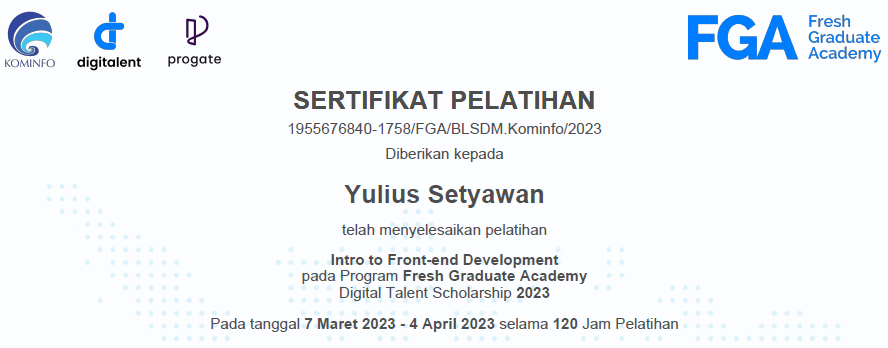 KOMINFO
digitalent
progate
FGA
Fresh
Graduate
Academy
SERTIFIKAT PELATIHAN
1955676840-1758/FGA/BLSDM.Kominfo/2023
Diberikan kepada
Yulius Setyawan
telah menyelesaikan pelatihan
Intro to Front-end Development
pada Program Fresh Graduate Academy
Digital Talent Scholarship 2023
Pada tanggal 7 Maret 2023 - 4 April 2023 selama 120 Jam Pelatihan